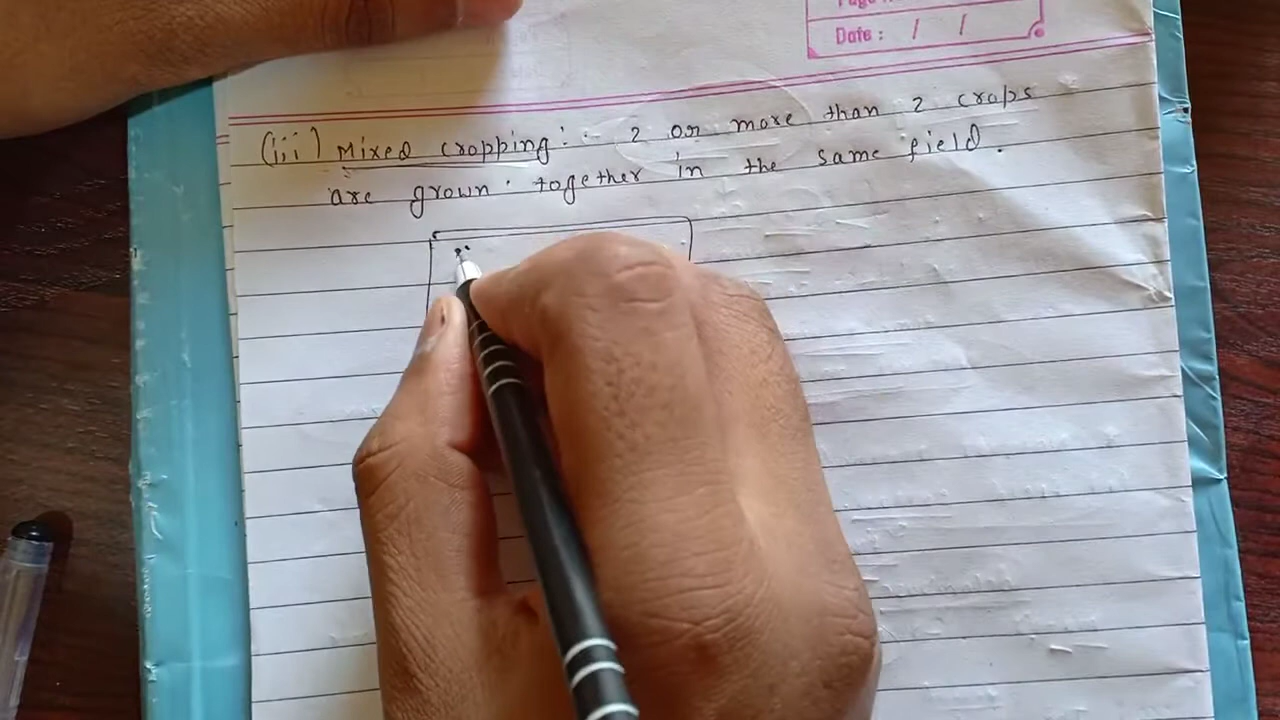 Date : / /
(iii) Mixed cropping :- 2 or more than 2 crops
are grown together in the same field.